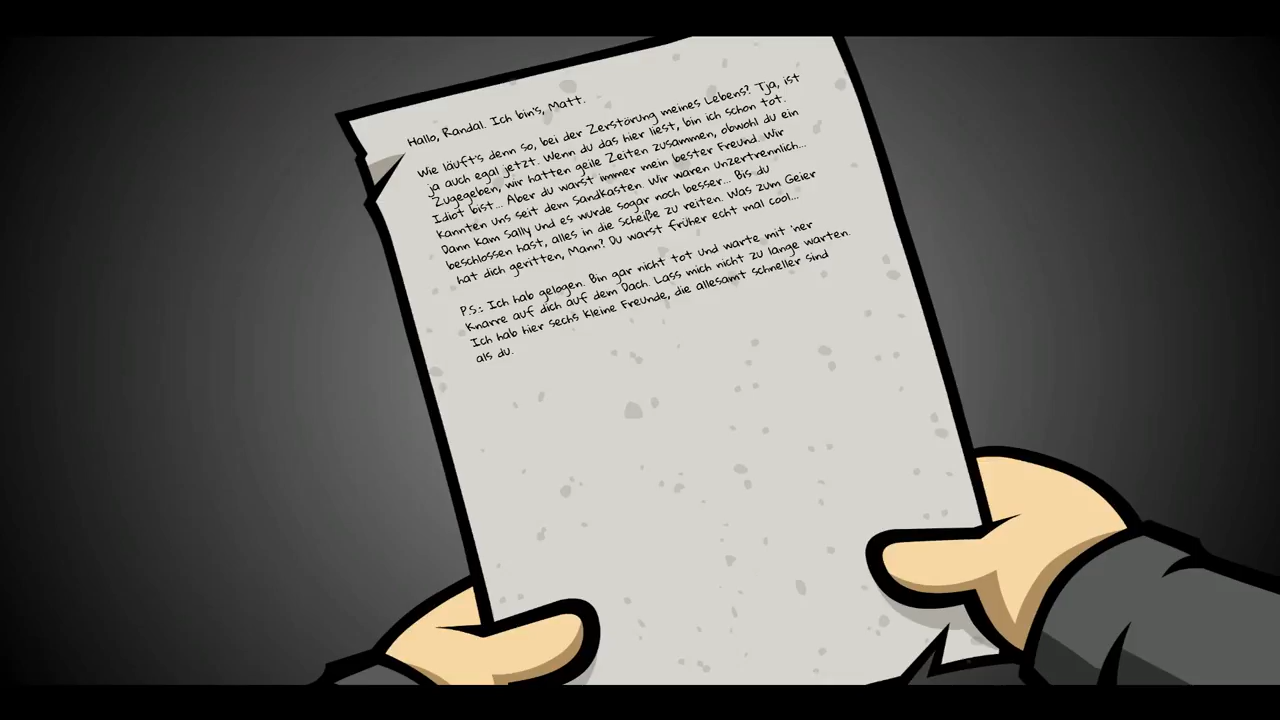 Hallo, Randal. Ich bin's, Matt.
Wie läuft's denn so, bei der Zerstörung meines Lebens? Tja, ist
ja auch egal jetzt. Wenn du das hier liest, bin ich schon tot.
Zugegeben, wir hatten geile Zeiten zusammen, obwohl du ein
Idiot bist... Aber du warst immer mein bester Freund. Wir
kannten uns seit dem Sandkasten. Wir waren unzertrennlich...
Dann kam Sally und es wurde sogar noch besser... Bis du
beschlossen hast, alles in die Scheiße zu reiten. Was zum Geier
hat dich geritten, Mann? Du warst früher echt mal cool...
P.S.: Ich hab gelogen. Bin gar nicht tot und warte mit 'ner
Knarre auf dich auf dem Dach. Lass mich nicht zu lange warten.
Ich hab hier sechs kleine Freunde, die allesamt schneller sind
als du.